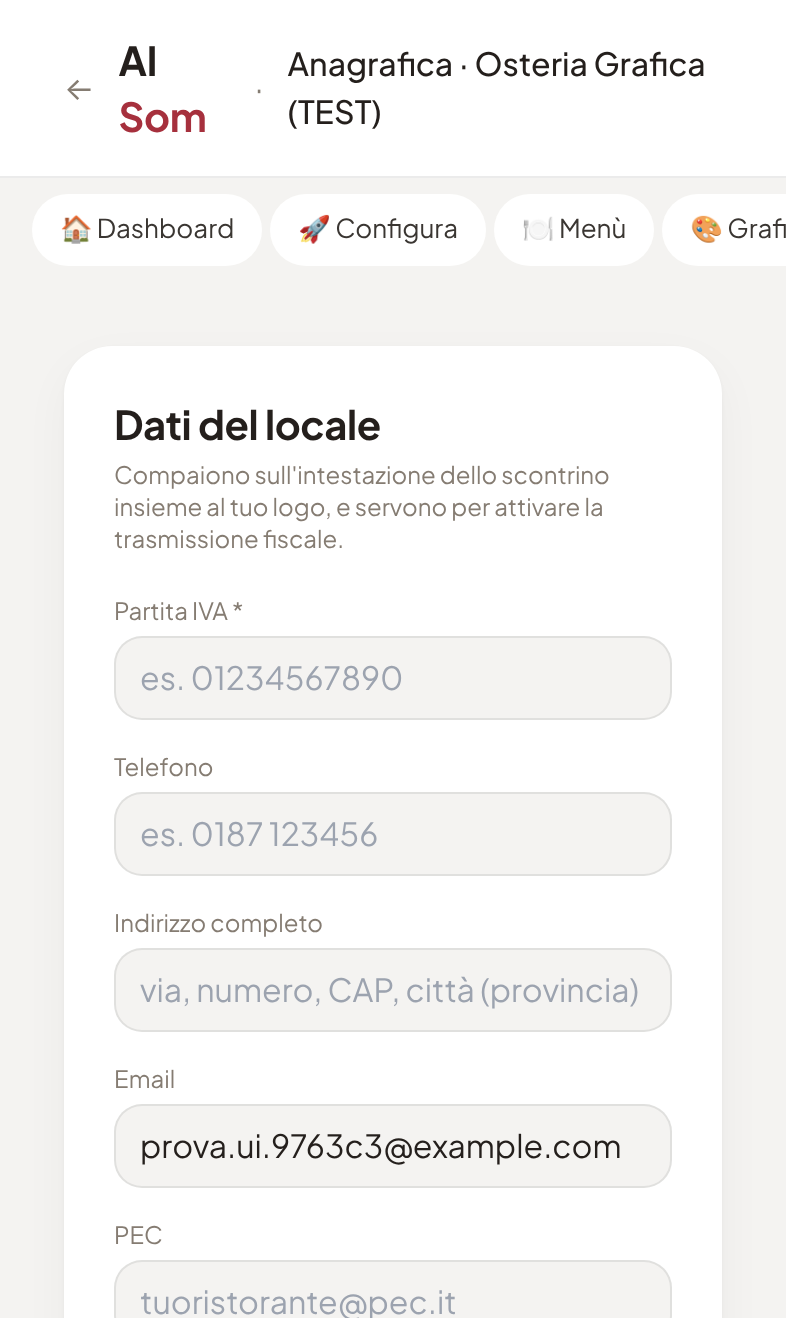 ← Al Som · Anagrafica · Osteria Grafica (TEST)
🏠 Dashboard
🚀 Configura
🍽️ Menù
🎨 Grafi
Dati del locale
Compaiono sull'intestazione dello scontrino
insieme al tuo logo, e servono per attivare la
trasmissione fiscale.
Partita IVA *
es. 01234567890
Telefono
es. 0187 123456
Indirizzo completo
via, numero, CAP, città (provincia)
Email
prova.ui.9763c3@example.com
PEC
tuoristorante@pec.it